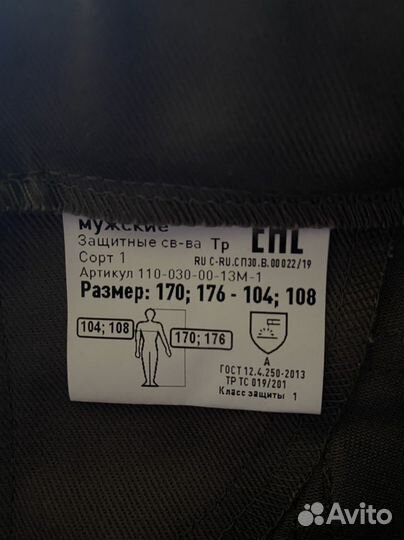 мужские
Защитные св-ва Тр
EAC
Сорт 1
RU C-RU.СП30.В.00022/19
Артикул 110-030-00-13М-1
Размер: 170; 176 - 104; 108
104; 108
170; 176
А
ГОСТ 12.4.250-2013
ТР ТС 019/201
Класс защиты 1
Avito